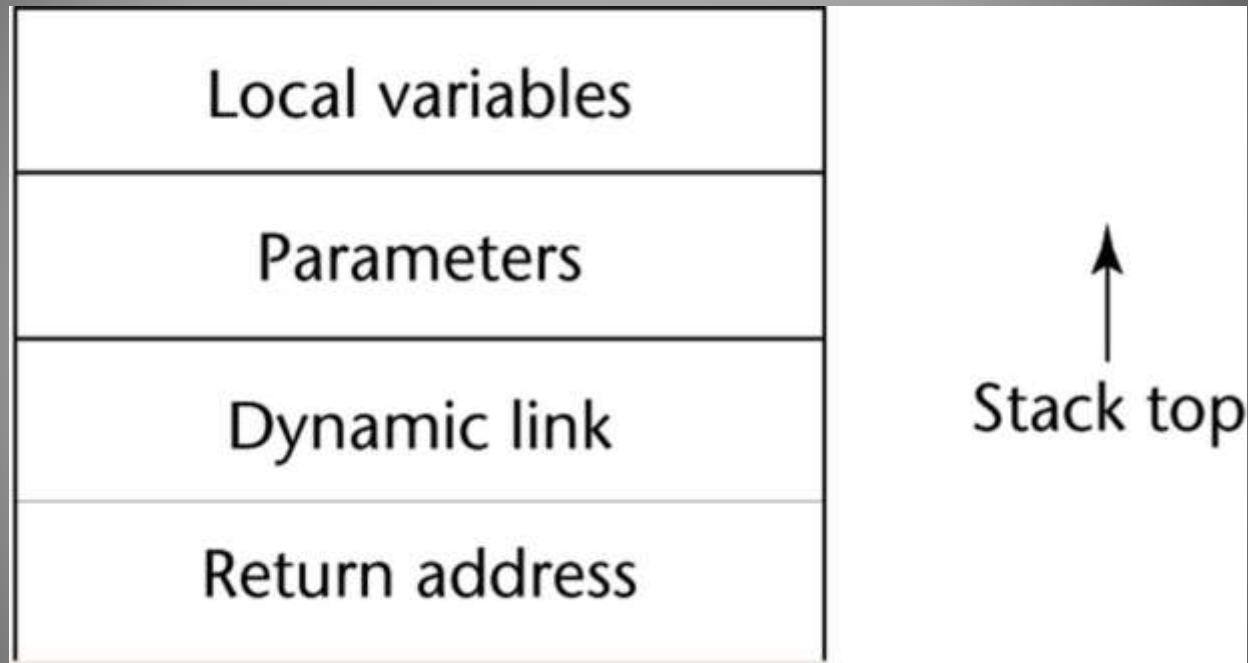 Local variables
Parameters
Dynamic link
Stack top
Return address